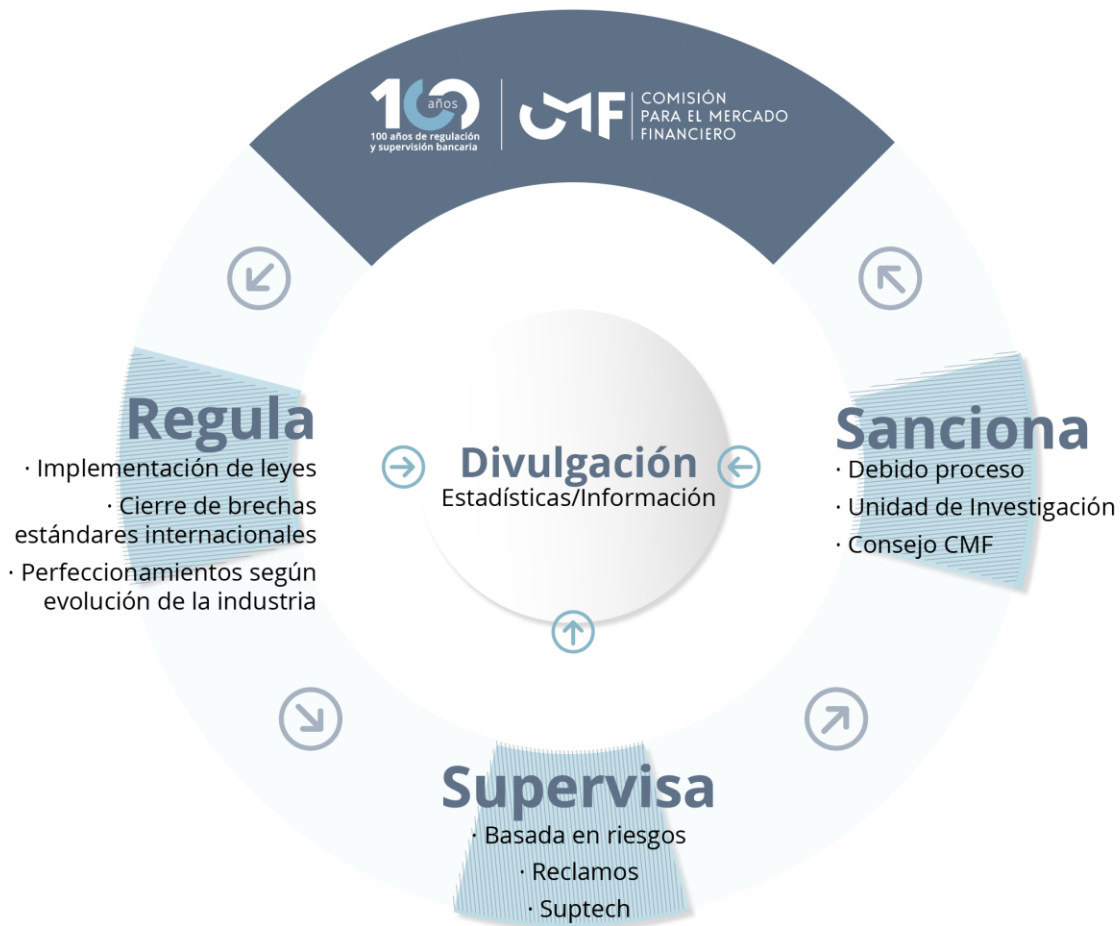 100
años
100 años de regulación
y supervisión bancaria
CMF
COMISIÓN
PARA EL MERCADO
FINANCIERO
Regula
· Implementación de leyes
· Cierre de brechas
estándares internacionales
· Perfeccionamientos según
evolución de la industria
Divulgación
Estadísticas/Información
Sanciona
· Debido proceso
· Unidad de Investigación
· Consejo CMF
Supervisa
· Basada en riesgos
· Reclamos
· Suptech